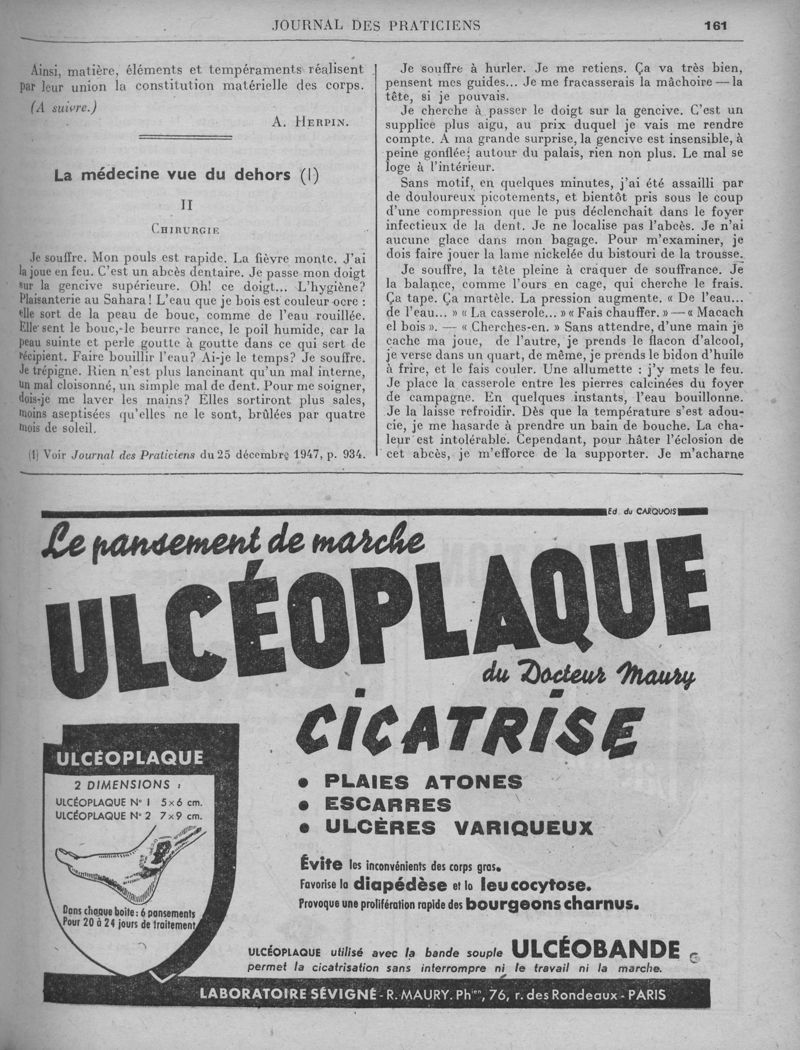 JOURNAL DES PRATICIENS
161
Ainsi, matière, éléments et tempéraments réalisent
par leur union la constitution matérielle des corps.
(A suivre.)
A. HERPIN.
La médecine vue du dehors (I)
II
CHIRURGIE
Je souffre. Mon pouls est rapide. La fièvre monte. J'ai
la joue en feu. C'est un abcès dentaire. Je passe mon doigt
sur la gencive supérieure. Oh! ce doigt... L'hygiène?
Plaisanterie au Sahara! L'eau que je bois est couleur ocre :
elle sort de la peau de bouc, comme de l'eau rouillée.
Elle sent le bouc, le beurre rance, le poil humide, car la
peau suinte et perle goutte à goutte dans ce qui sert de
récipient. Faire bouillir l'eau? Ai-je le temps? Je souffre.
Je trépigne. Rien n'est plus lancinant qu'un mal interne,
un mal cloisonné, un simple mal de dent. Pour me soigner,
dois-je me laver les mains? Elles sortiront plus sales,
moins aseptisées qu'elles ne le sont, brûlées par quatre
mois de soleil.
(1) Voir Journal des Praticiens du 25 décembre 1947, p. 934.
Je souffre à hurler. Je me retiens. Ça va très bien,
pensent mes guides... Je me fracasserais la mâchoire — la
tête, si je pouvais.
Je cherche à passer le doigt sur la gencive. C'est un
supplice plus aigu, au prix duquel je vais me rendre
compte. A ma grande surprise, la gencive est insensible, à
peine gonflée; autour du palais, rien non plus. Le mal se
loge à l'intérieur.
Sans motif, en quelques minutes, j'ai été assailli par
de douloureux picotements, et bientôt pris sous le coup
d'une compression que le pus déclenchait dans le foyer
infectieux de la dent. Je ne localise pas l'abcès. Je n'ai
aucune glace dans mon bagage. Pour m'examiner, je
dois faire jouer la lame nickelée du bistouri de la trousse.
Je souffre, la tête pleine à craquer de souffrance. Je
la balance, comme l'ours en cage, qui cherche le frais.
Ça tape. Ça martèle. La pression augmente. « De l'eau...
de l'eau... » « La casserole... » « Fais chauffer. » — « Macach
el bois ». — « Cherches-en. » Sans attendre, d'une main je
cache ma joue, de l'autre, je prends le flacon d'alcool,
je verse dans un quart, de même, je prends le bidon d'huile
à frire, et le fais couler. Une allumette : j'y mets le feu.
Je place la casserole entre les pierres calcinées du foyer
de campagne. En quelques instants, l'eau bouillonne.
Je la laisse refroidir. Dès que la température s'est adou-
cie, je me hasarde à prendre un bain de bouche. La cha-
leur est intolérable. Cependant, pour hâter l'éclosion de
cet abcès, je m'efforce de la supporter. Je m'acharne
Ed. du CARQUOIS
Le pansement de marche
ULCÉOPLAQUE
du Docteur Maury
CICATRISE
• PLAIES ATONES
• ESCARRES
• ULCÈRES VARIQUEUX
Évite les inconvénients des corps gras.
Favorise la diapédèse et la leucocytose.
Provoque une prolifération rapide des bourgeons charnus.
ULCÉOPLAQUE
2 DIMENSIONS :
ULCÉOPLAQUE N° 1 5×6 cm.
ULCÉOPLAQUE N° 2 7×9 cm.
Dans chaque boite : 6 pansements
Pour 20 à 24 jours de traitement
ULCÉOPLAQUE utilisé avec la bande souple ULCÉOBANDE
permet la cicatrisation sans interrompre ni le travail ni la marche.
LABORATOIRE SÉVIGNÉ - R. MAURY. Phien, 76, r. des Rondeaux - PARIS